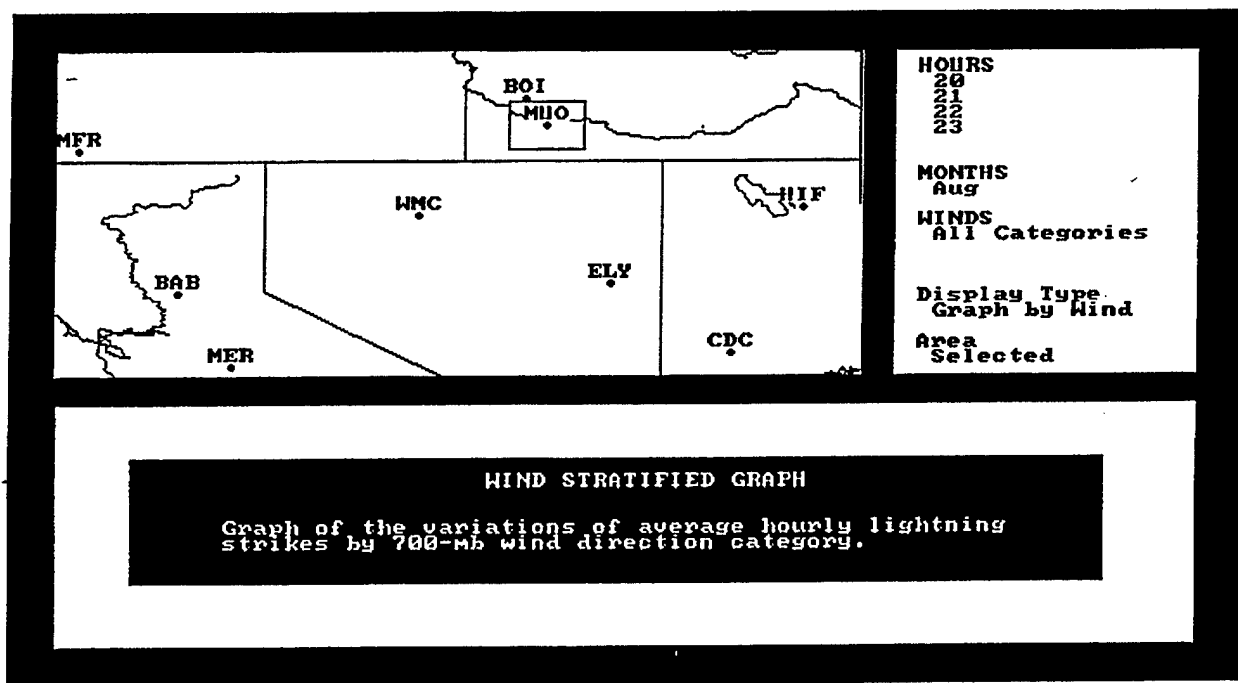 BOI
MUO
MFR
WMC
HIF
BAB
ELY
MER
CDC
HOURS
20
21
22
23
MONTHS
Aug
WINDS
All Categories
Display Type
Graph by Wind
Area
Selected
WIND STRATIFIED GRAPH
Graph of the variations of average hourly lightning
strikes by 700-mb wind direction category.